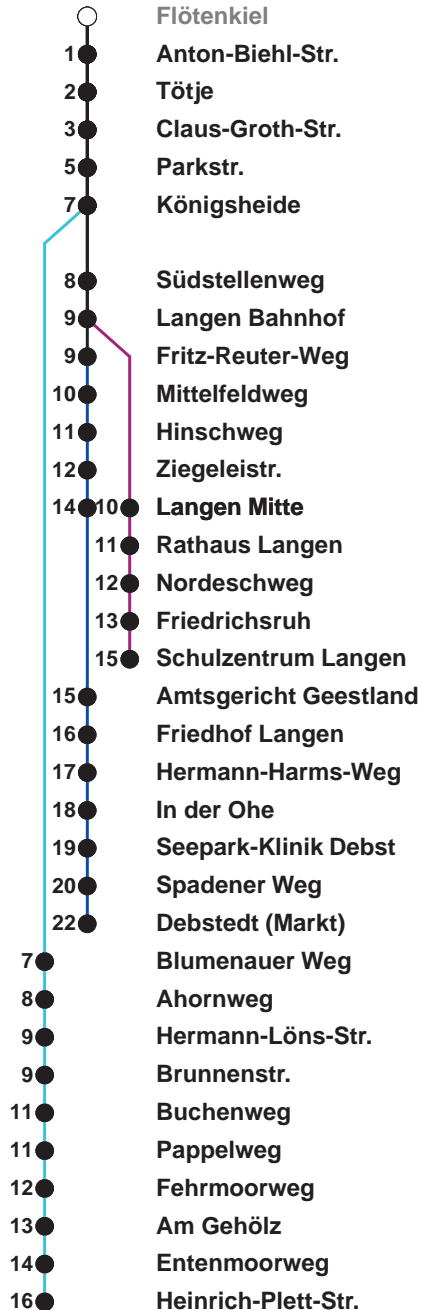 Flötenkiel
1 Anton-Biehl-Str.
2 Tötje
3 Claus-Groth-Str.
5 Parkstr.
7 Königsheide
8 Südstellenweg
9 Langen Bahnhof
9 Fritz-Reuter-Weg
10 Mittelfeldweg
11 Hinschweg
12 Ziegeleistr.
14 10 Langen Mitte
11 Rathaus Langen
12 Nordeschweg
13 Friedrichsruh
15 Schulzentrum Langen
15 Amtsgericht Geestland
16 Friedhof Langen
17 Hermann-Harms-Weg
18 In der Ohe
19 Seepark-Klinik Debst
20 Spadener Weg
22 Debstedt (Markt)
7 Blumenauer Weg
8 Ahornweg
9 Hermann-Löns-Str.
9 Brunnenstr.
11 Buchenweg
11 Pappelweg
12 Fehrmoorweg
13 Am Gehölz
14 Entenmoorweg
16 Heinrich-Plett-Str.